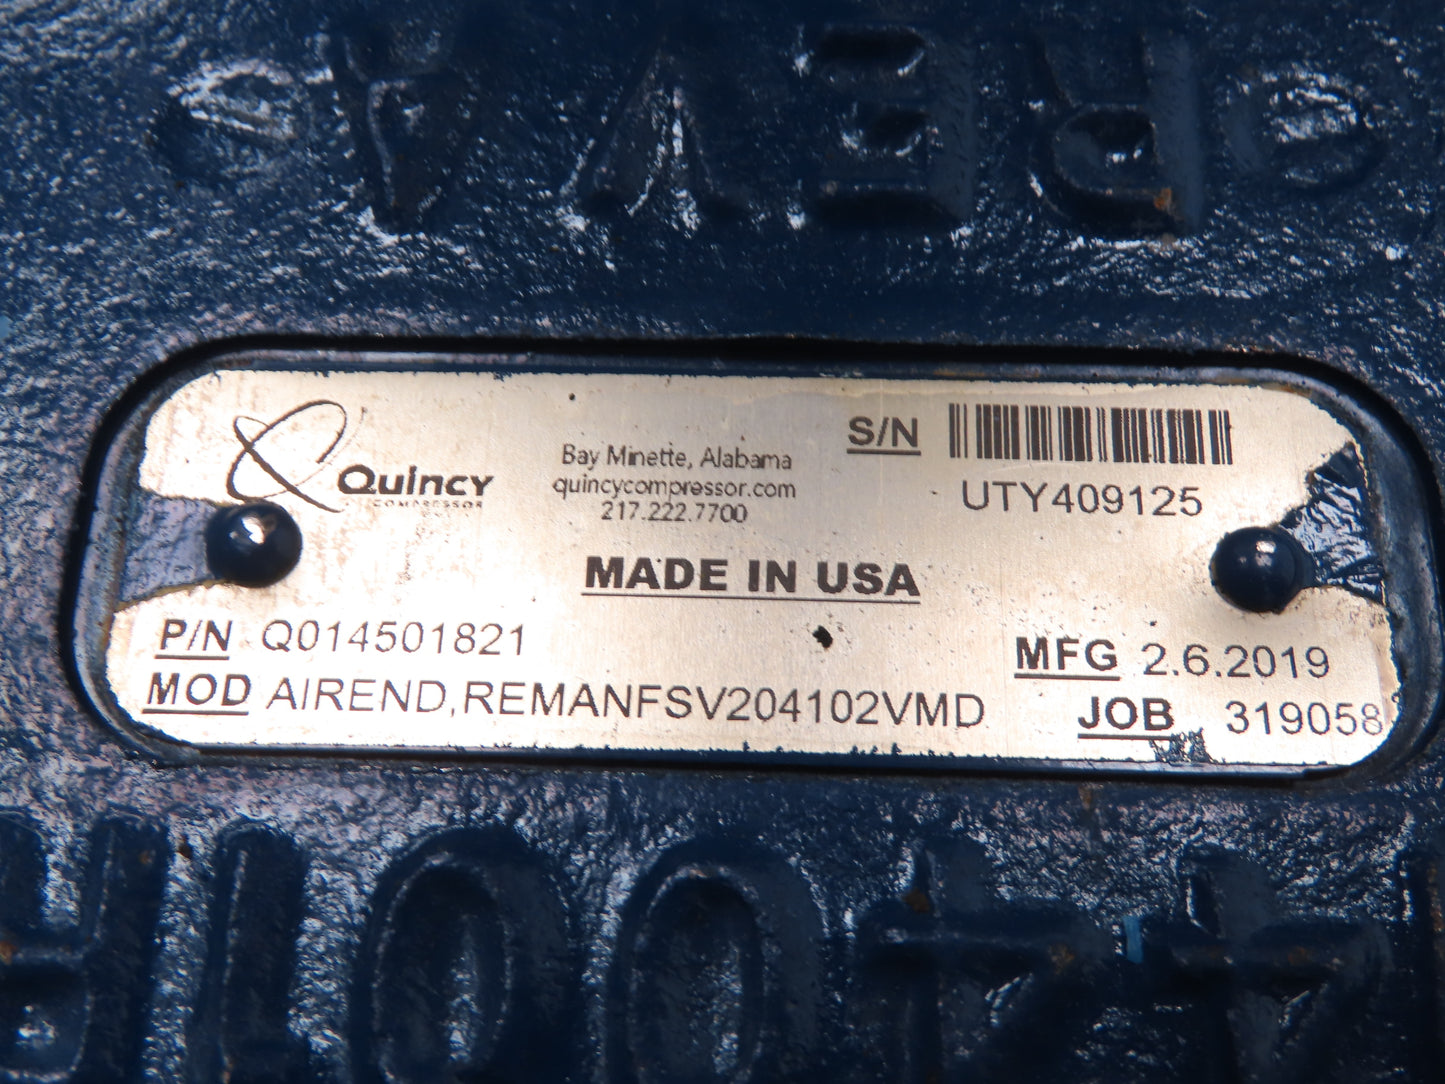 REV A
Quincy
COMPRESSOR
Bay Minette, Alabama
quincycompressor.com
217.222.7700
S/N
UTY409125
MADE IN USA
P/N Q014501821
MOD AIREND,REMANFSV204102VMD
MFG 2.6.2019
JOB 319058